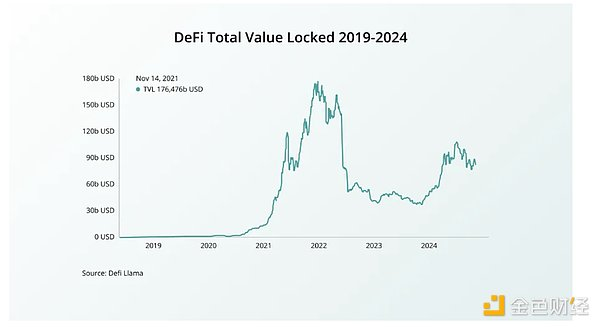 DeFi Total Value Locked 2019-2024
180b USD
Nov 14, 2021
TVL 176,476b USD
150b USD
120b USD
90b USD
60b USD
30b USD
0 USD
2019 2020 2021 2022 2023 2024
Source: Defi Llama
金色财经